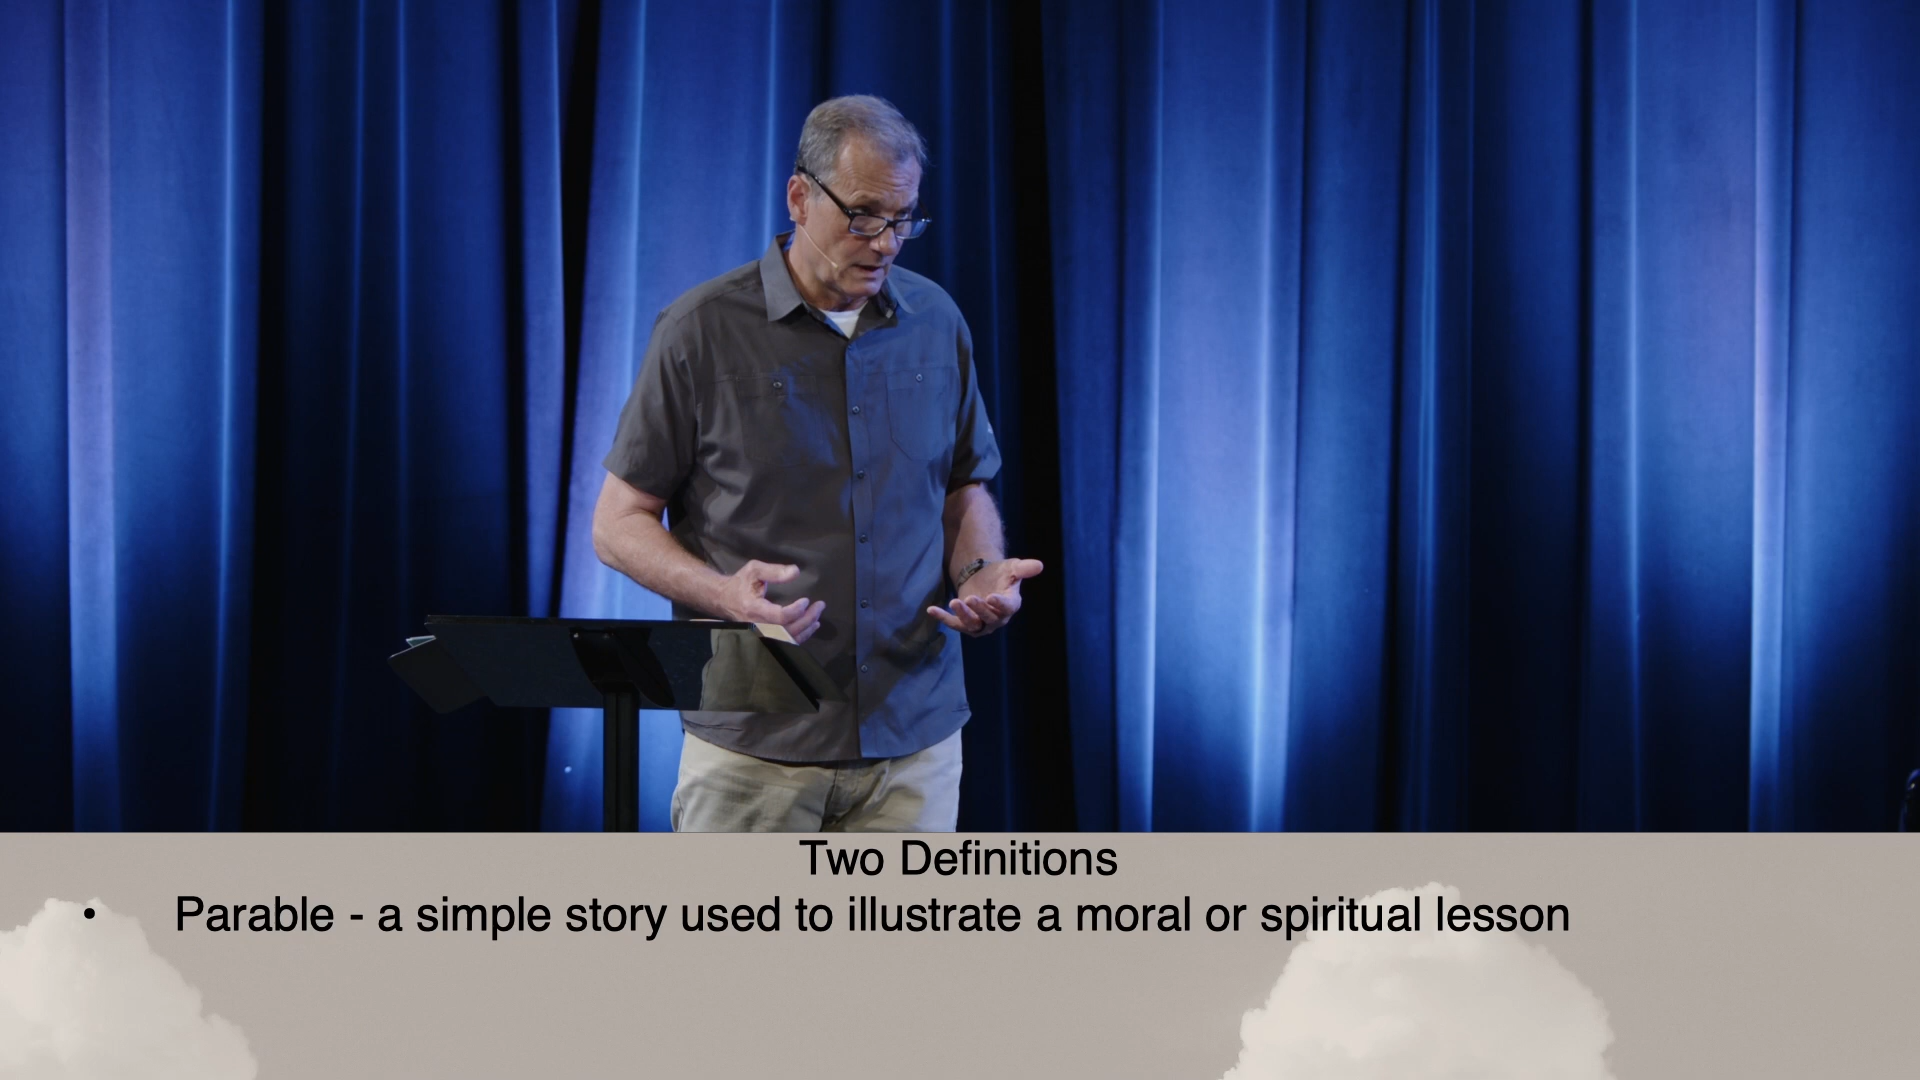 Two Definitions
• Parable - a simple story used to illustrate a moral or spiritual lesson